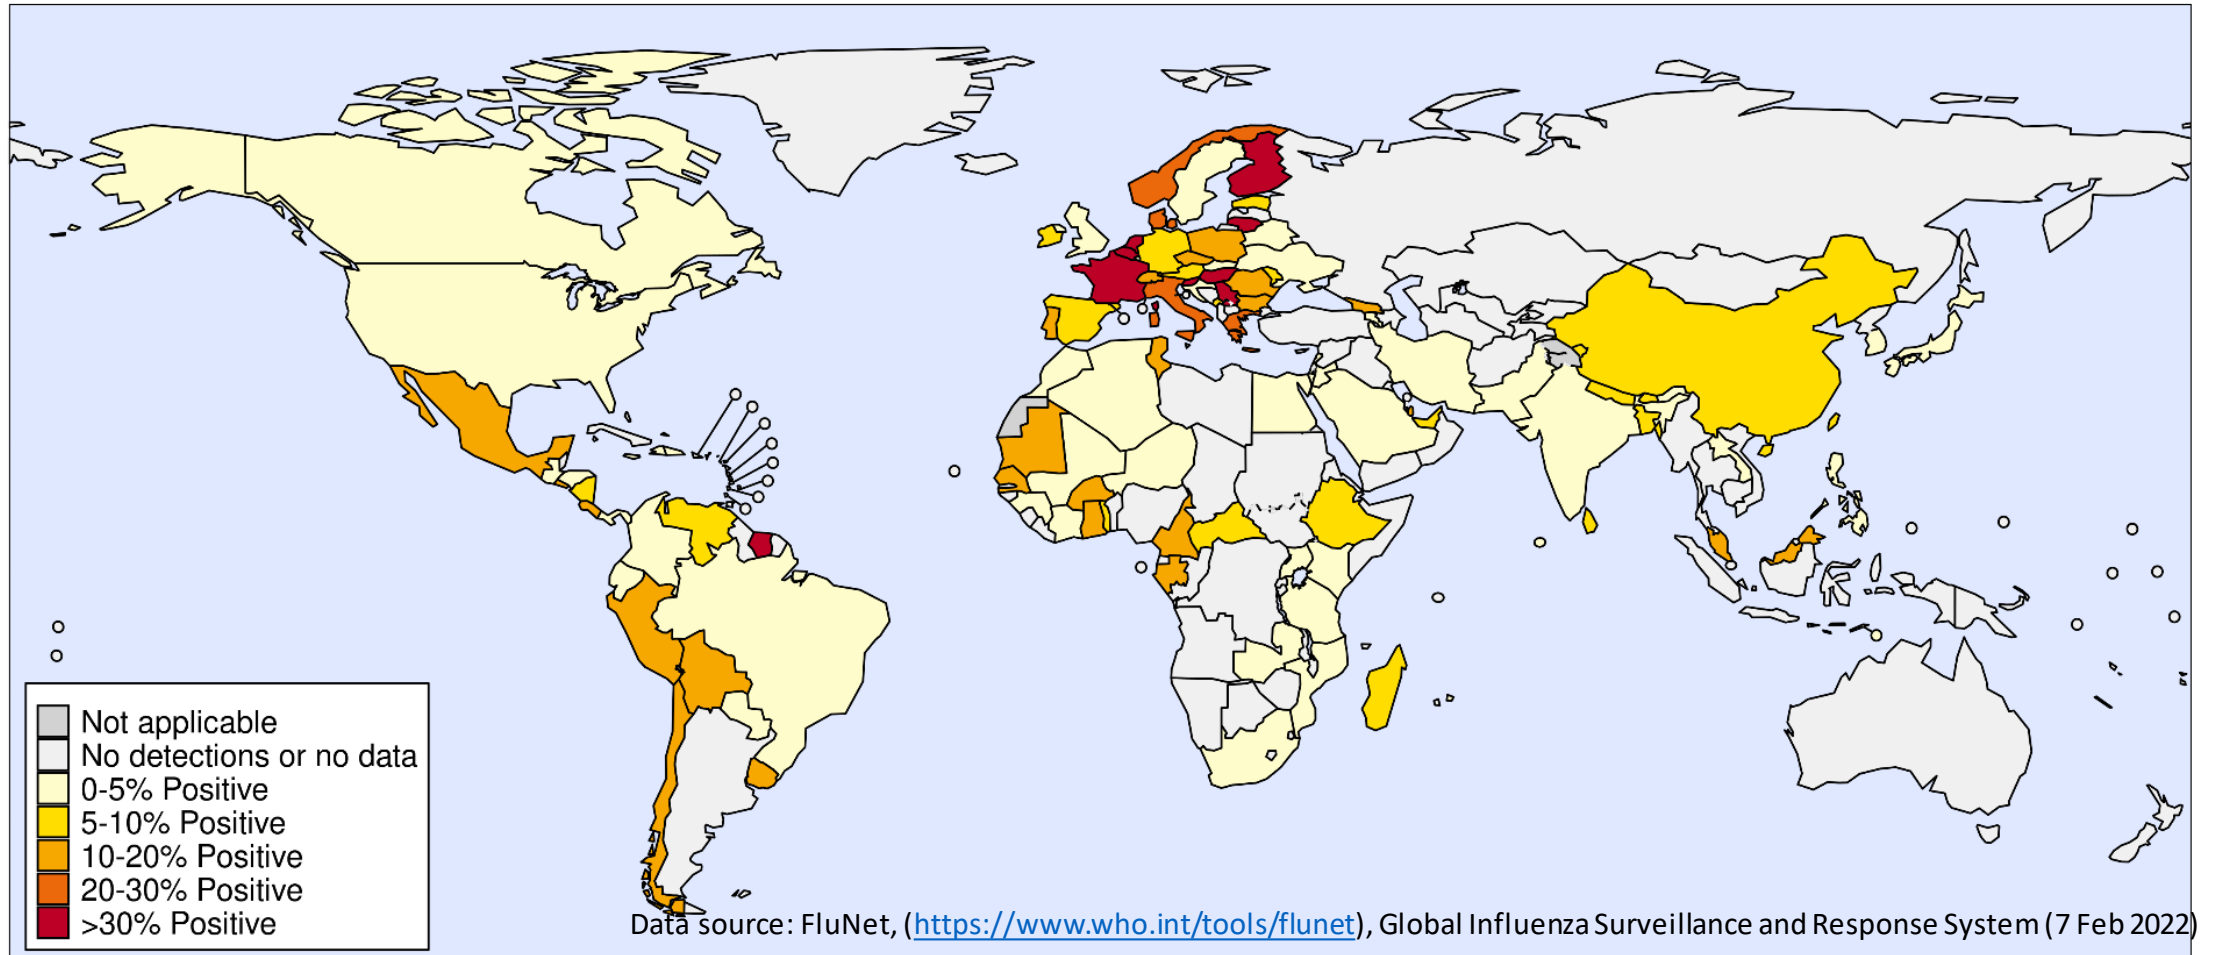 Not applicable
No detections or no data
0-5% Positive
5-10% Positive
10-20% Positive
20-30% Positive
>30% Positive
Data source: FluNet, (https://www.who.int/tools/flunet), Global Influenza Surveillance and Response System (7 Feb 2022)